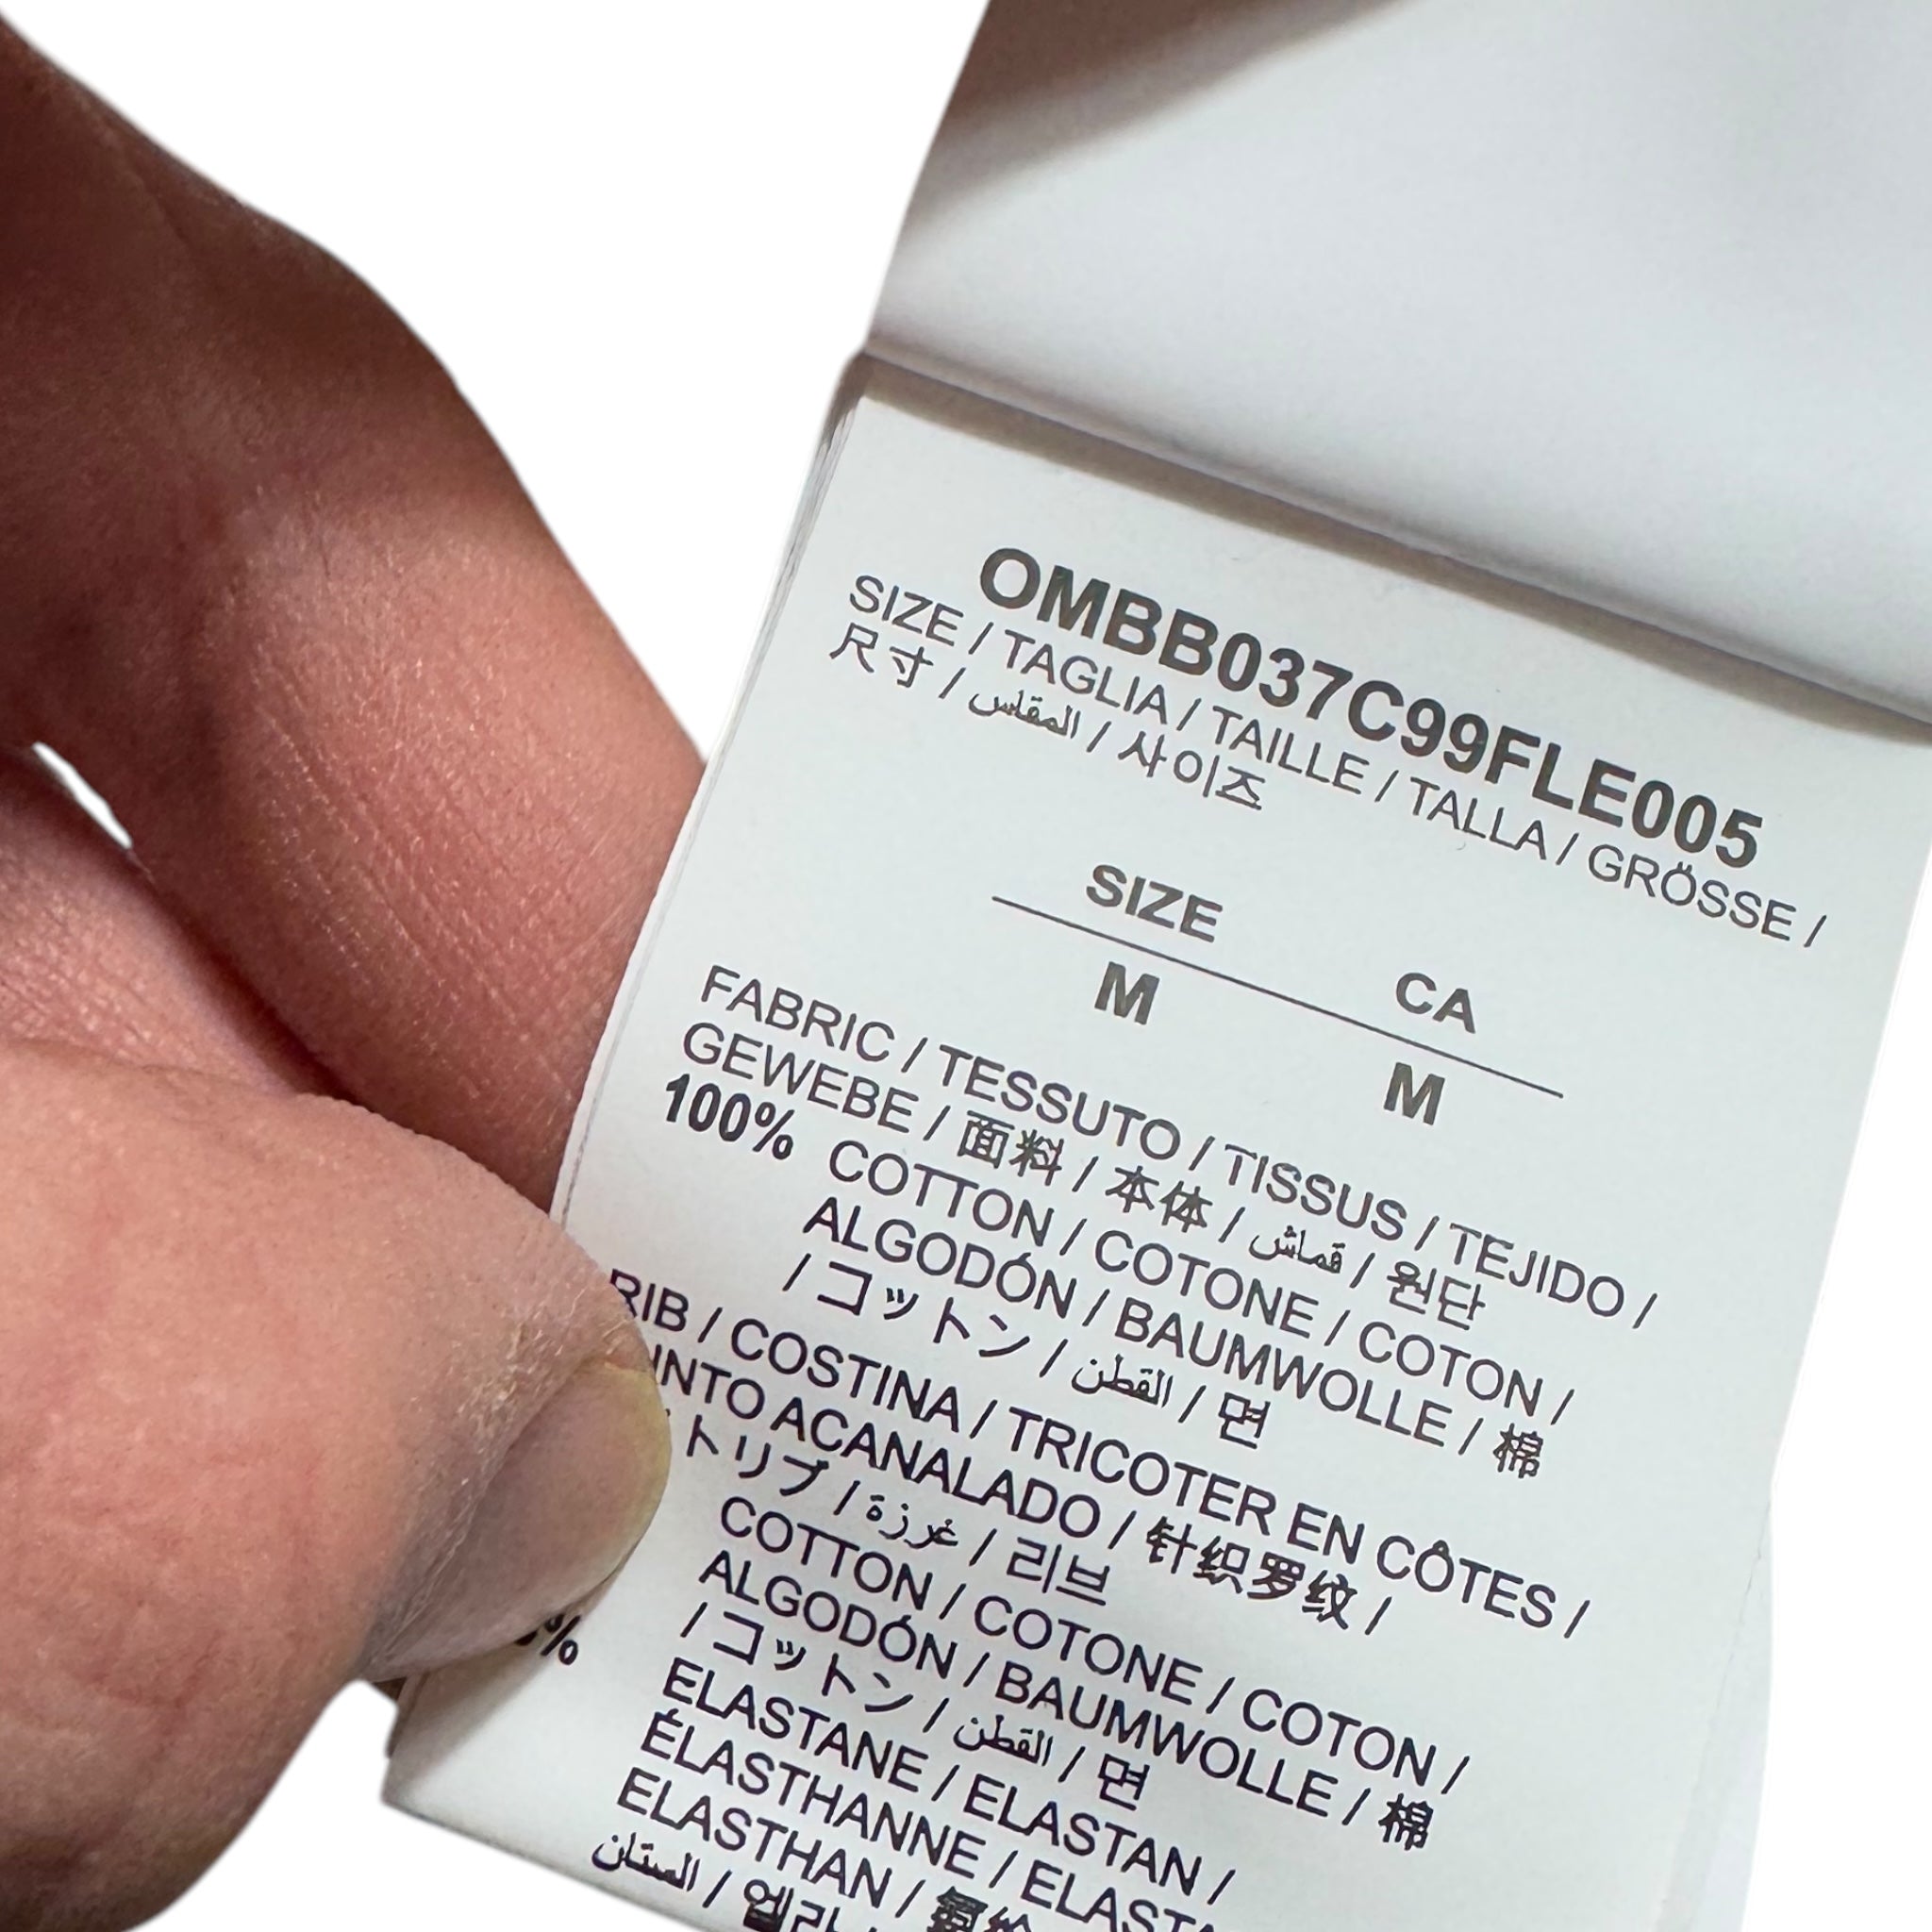 OMBB037C99FLE005
SIZE / TAGLIA / TAILLE / TALLA / GRÖSSE /
尺寸 / المقاس / 사이즈
SIZE CA
M M
FABRIC / TESSUTO / TISSUS / TEJIDO /
GEWEBE / 面料 / 本体 / قماش / 원단
100% COTTON / COTONE / COTON /
ALGODÓN / BAUMWOLLE / 棉
/ コットン / القطن / 면
RIB / COSTINA / TRICOTER EN CÔTES /
ACANALADO / 针织罗纹 /
トリブ / غرزة / 리브
COTTON / COTONE / COTON /
ALGODÓN / BAUMWOLLE / 棉
/ コットン / القطن / 면
% ELASTANE / ELASTAN /
ÉLASTHANNE /
ELASTHAN /
الستان /